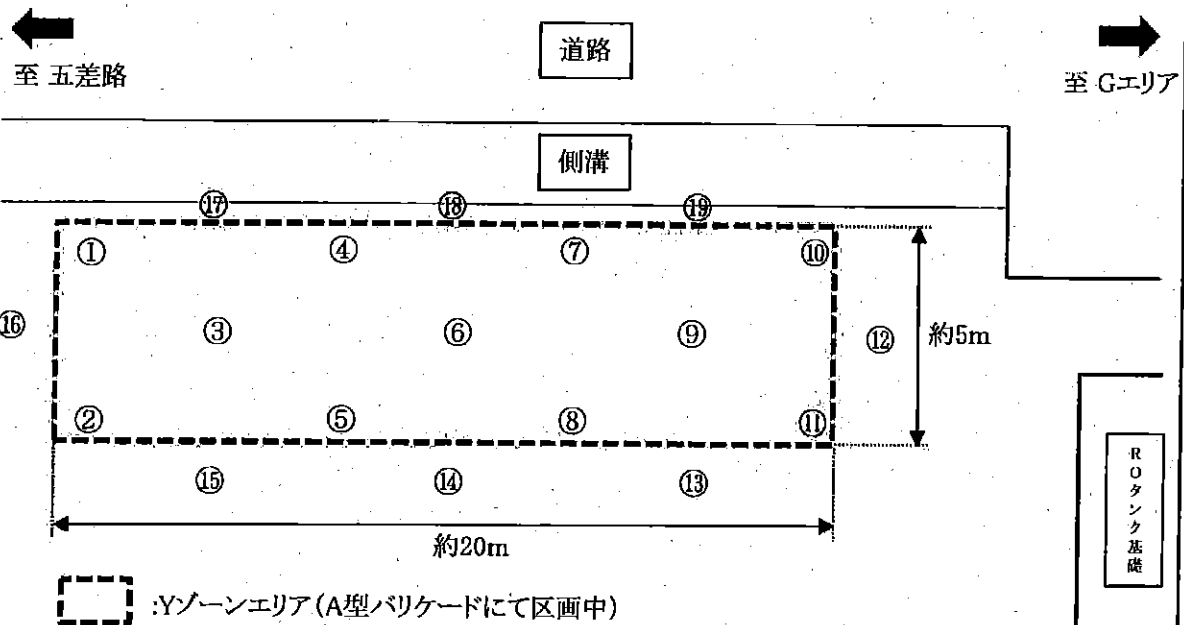 道路
至 五差路
至 Gエリア
側溝
⑰ ⑱ ⑲
① ④ ⑦ ⑩
⑯ ③ ⑥ ⑨ ⑫ 約5m
② ⑤ ⑧ ⑪
⑮ ⑭ ⑬
ROタンク基礎
約20m
:Yゾーンエリア(A型バリケードにて区画中)